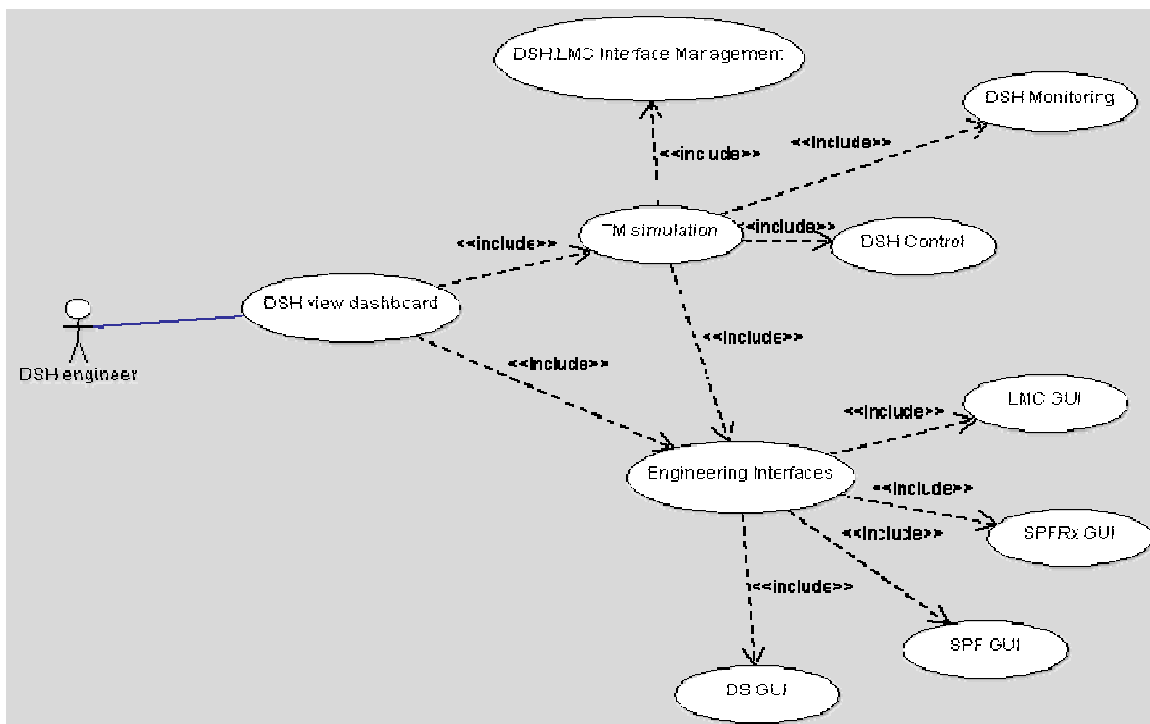 DSH.LMC Interface Management
DSH Monitoring
<<include>>
<<include>>
TM simulation
<<include>>
<<include>>
DSH Control
DSH view dashboard
<<include>>
DSH engineer
<<include>>
LMC GUI
<<include>>
Engineering Interfaces
<<include>>
SPFRx GUI
<<include>>
<<include>>
SPF GUI
DS GUI